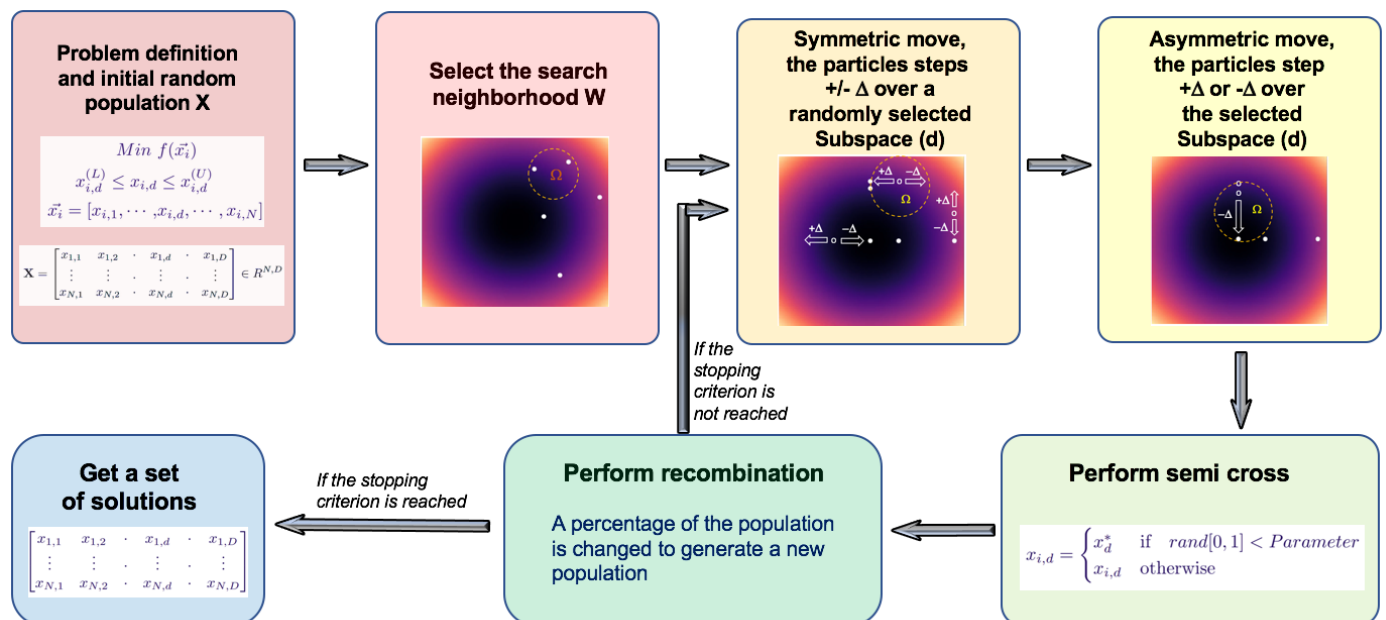 Problem definition
and initial random
population X
Min f(x⃗ᵢ)
x_{i,d}^{(L)} ≤ x_{i,d} ≤ x_{i,d}^{(U)}
x⃗ᵢ = [x_{i,1}, ··· ,x_{i,d}, ··· , x_{i,N}]
X = [x_{1,1} x_{1,2} · x_{1,d} · x_{1,D}
⋮ ⋮ · ⋮ · ⋮
x_{N,1} x_{N,2} · x_{N,d} · x_{N,D}] ∈ R^{N,D}
Select the search
neighborhood W
Ω
Symmetric move,
the particles steps
+/- Δ over a
randomly selected
Subspace (d)
+Δ -Δ
Ω
+Δ
-Δ
+Δ -Δ
Asymmetric move,
the particles step
+Δ or -Δ over
the selected
Subspace (d)
-Δ
Ω
If the
stopping
criterion is
not reached
Get a set
of solutions
[x_{1,1} x_{1,2} · x_{1,d} · x_{1,D}
⋮ ⋮ · ⋮ · ⋮
x_{N,1} x_{N,2} · x_{N,d} · x_{N,D}]
If the stopping
criterion is reached
Perform recombination
A percentage of the population
is changed to generate a new
population
Perform semi cross
x_{i,d} = { x_d^* if rand[0, 1] < Parameter
x_{i,d} otherwise